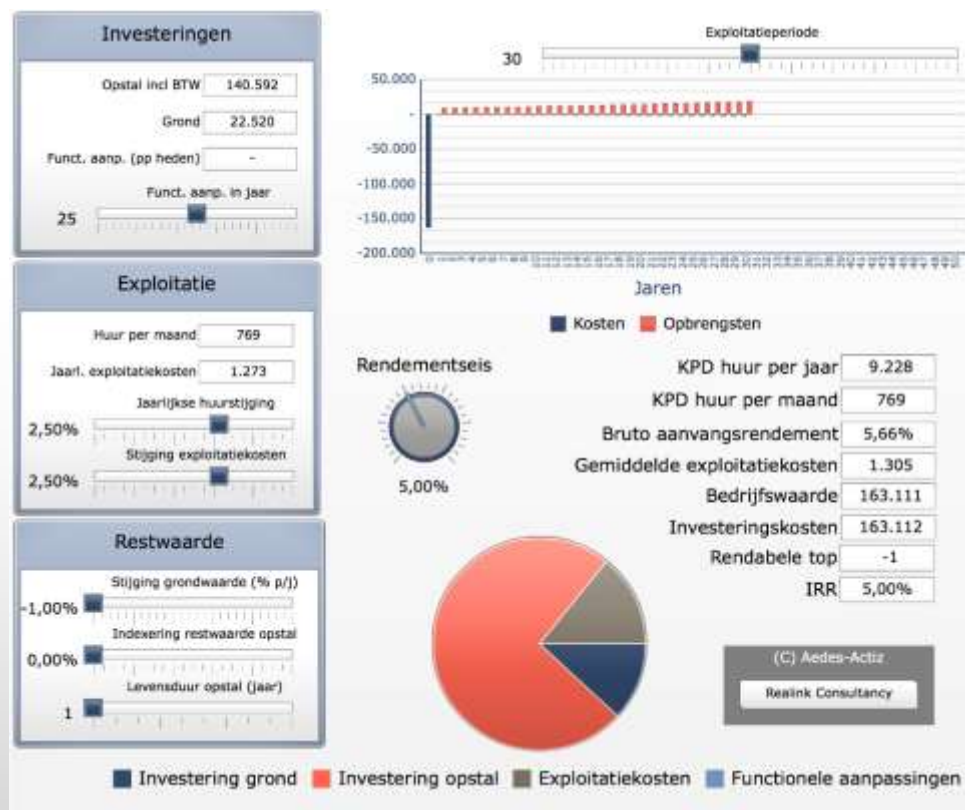 Investeringen
Opstal incl BTW 140.592
Grond 22.520
Funct. aanp. (pp heden) -
Funct. aanp. in jaar
25
Exploitatie
Huur per maand 769
Jaarl. exploitatiekosten 1.273
Jaarlijkse huurstijging
2,50%
Stijging exploitatiekosten
2,50%
Restwaarde
Stijging grondwaarde (% p/j)
-1,00%
Indexering restwaarde opstal
0,00%
Levensduur opstal (jaar)
1
Exploitatieperiode
30
50.000
-
-50.000
-100.000
-150.000
-200.000
Jaren
Kosten Opbrengsten
Rendementseis
5,00%
KPD huur per jaar 9.228
KPD huur per maand 769
Bruto aanvangsrendement 5,66%
Gemiddelde exploitatiekosten 1.305
Bedrijfswaarde 163.111
Investeringskosten 163.112
Rendabele top -1
IRR 5,00%
(C) Aedes-Actiz
Realink Consultancy
Investering grond Investering opstal Exploitatiekosten Functionele aanpassingen